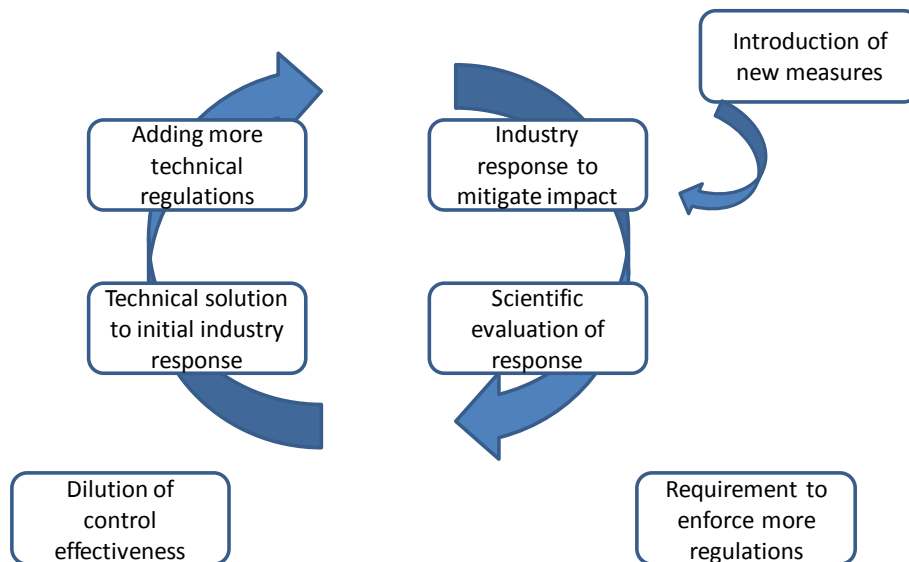 Introduction of
new measures
Adding more
technical
regulations
Industry
response to
mitigate impact
Technical solution
to initial industry
response
Scientific
evaluation of
response
Dilution of
control
effectiveness
Requirement to
enforce more
regulations